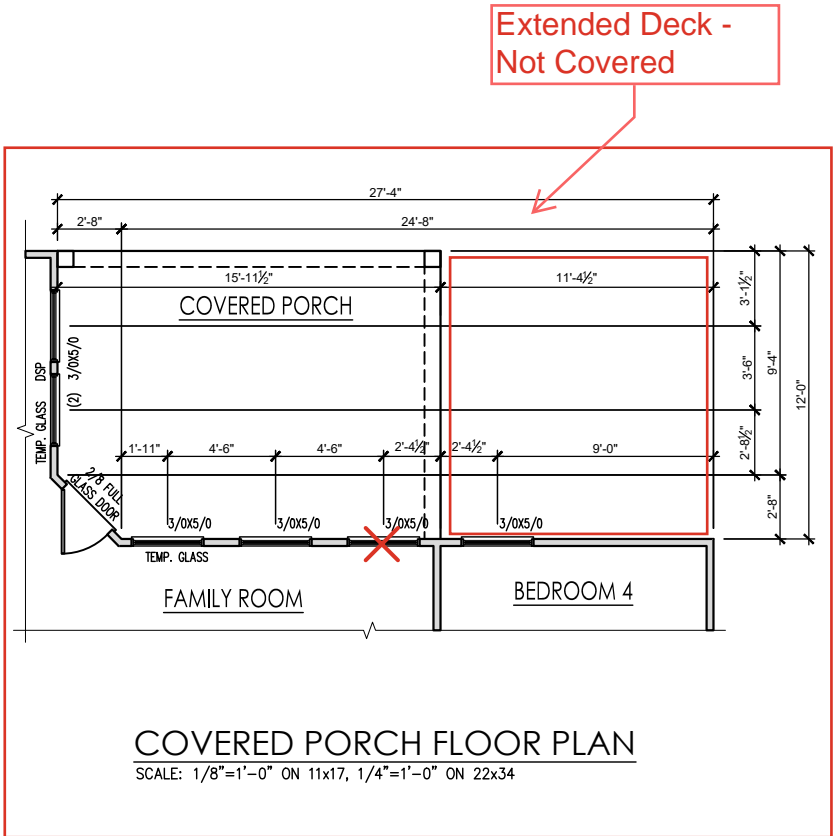 Extended Deck -
Not Covered
27'-4"
2'-8"
24'-8"
15'-11½"
11'-4½"
COVERED PORCH
3'-1½"
3'-6"
9'-4"
12'-0"
2'-8½"
2'-8"
TEMP. GLASS DSP
(2) 3/0X5/0
1'-11"
4'-6"
4'-6"
2'-4½"
2'-4½"
9'-0"
2/8 FULL
GLASS DOOR
3/0X5/0
3/0X5/0
3/0X5/0
3/0X5/0
TEMP. GLASS
FAMILY ROOM
BEDROOM 4
COVERED PORCH FLOOR PLAN
SCALE: 1/8"=1'-0" ON 11x17, 1/4"=1'-0" ON 22x34